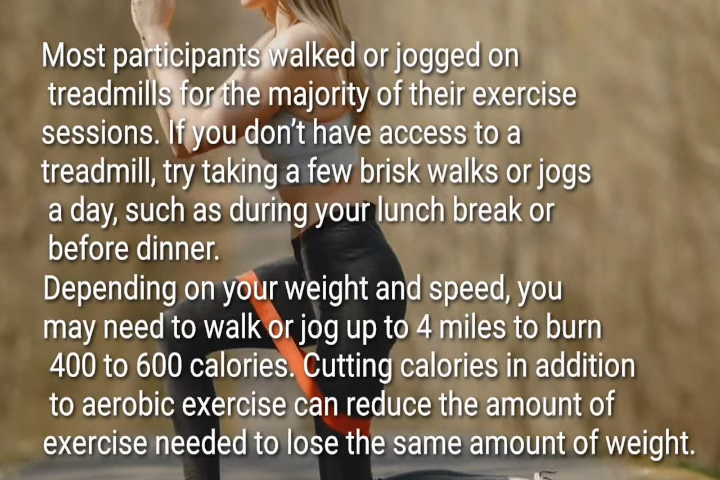 Most participants walked or jogged on
treadmills for the majority of their exercise
sessions. If you don’t have access to a
treadmill, try taking a few brisk walks or jogs
a day, such as during your lunch break or
before dinner.
Depending on your weight and speed, you
may need to walk or jog up to 4 miles to burn
400 to 600 calories. Cutting calories in addition
to aerobic exercise can reduce the amount of
exercise needed to lose the same amount of weight.